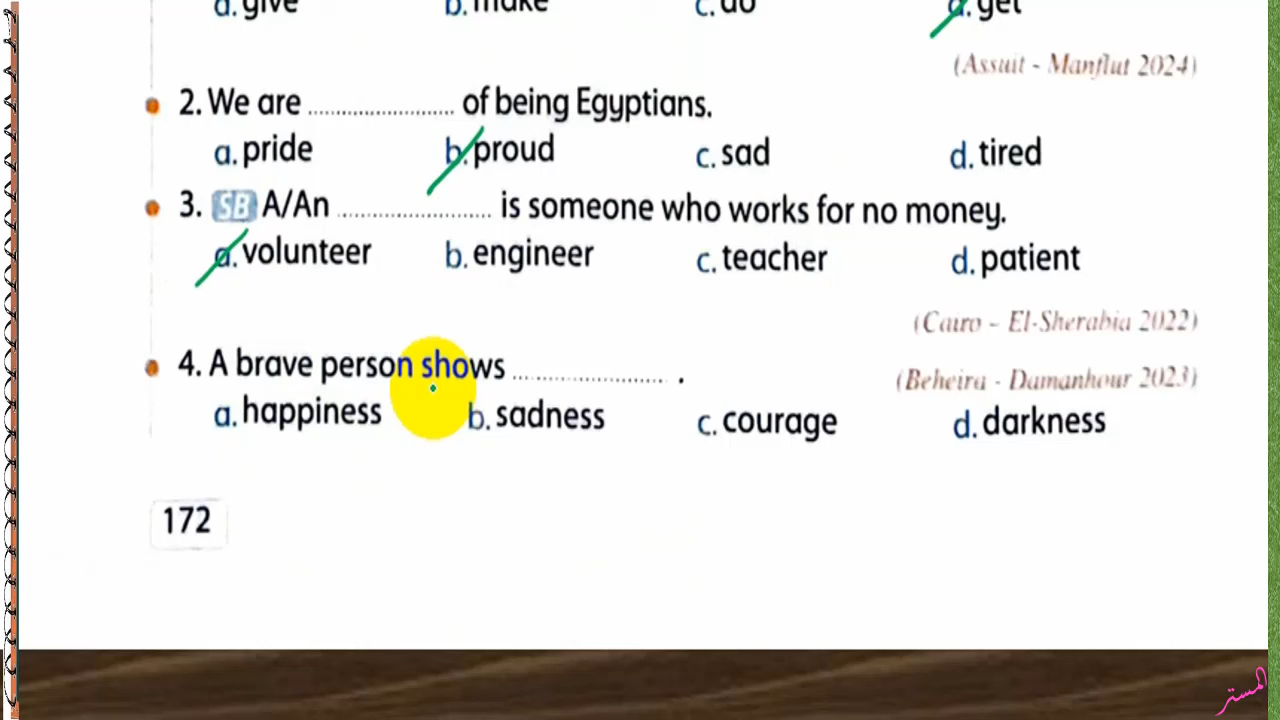 a. give b. make c. do d. get
(Assuit - Manflut 2024)
2. We are ........................ of being Egyptians.
a. pride b. proud c. sad d. tired
3. SB A/An ........................ is someone who works for no money.
a. volunteer b. engineer c. teacher d. patient
(Cairo - El-Sherabia 2022)
4. A brave person shows ........................ .
(Beheira - Damanhour 2023)
a. happiness b. sadness c. courage d. darkness
172
المستر